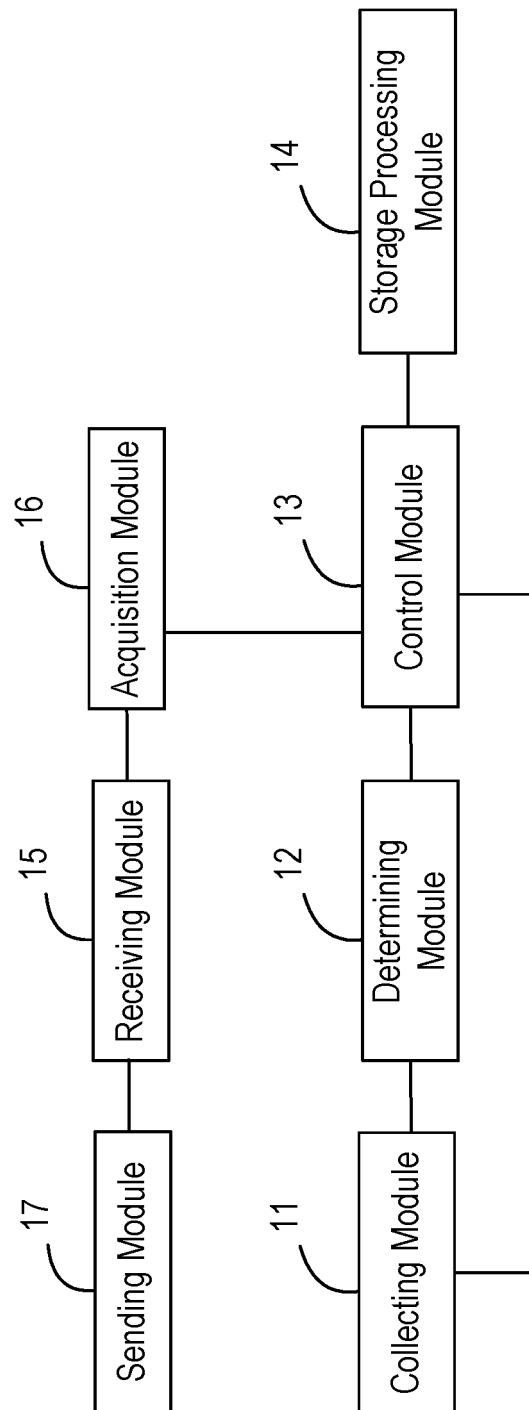 17
Sending Module
15
Receiving Module
16
Acquisition Module
11
Collecting Module
12
Determining
Module
13
Control Module
14
Storage Processing
Module